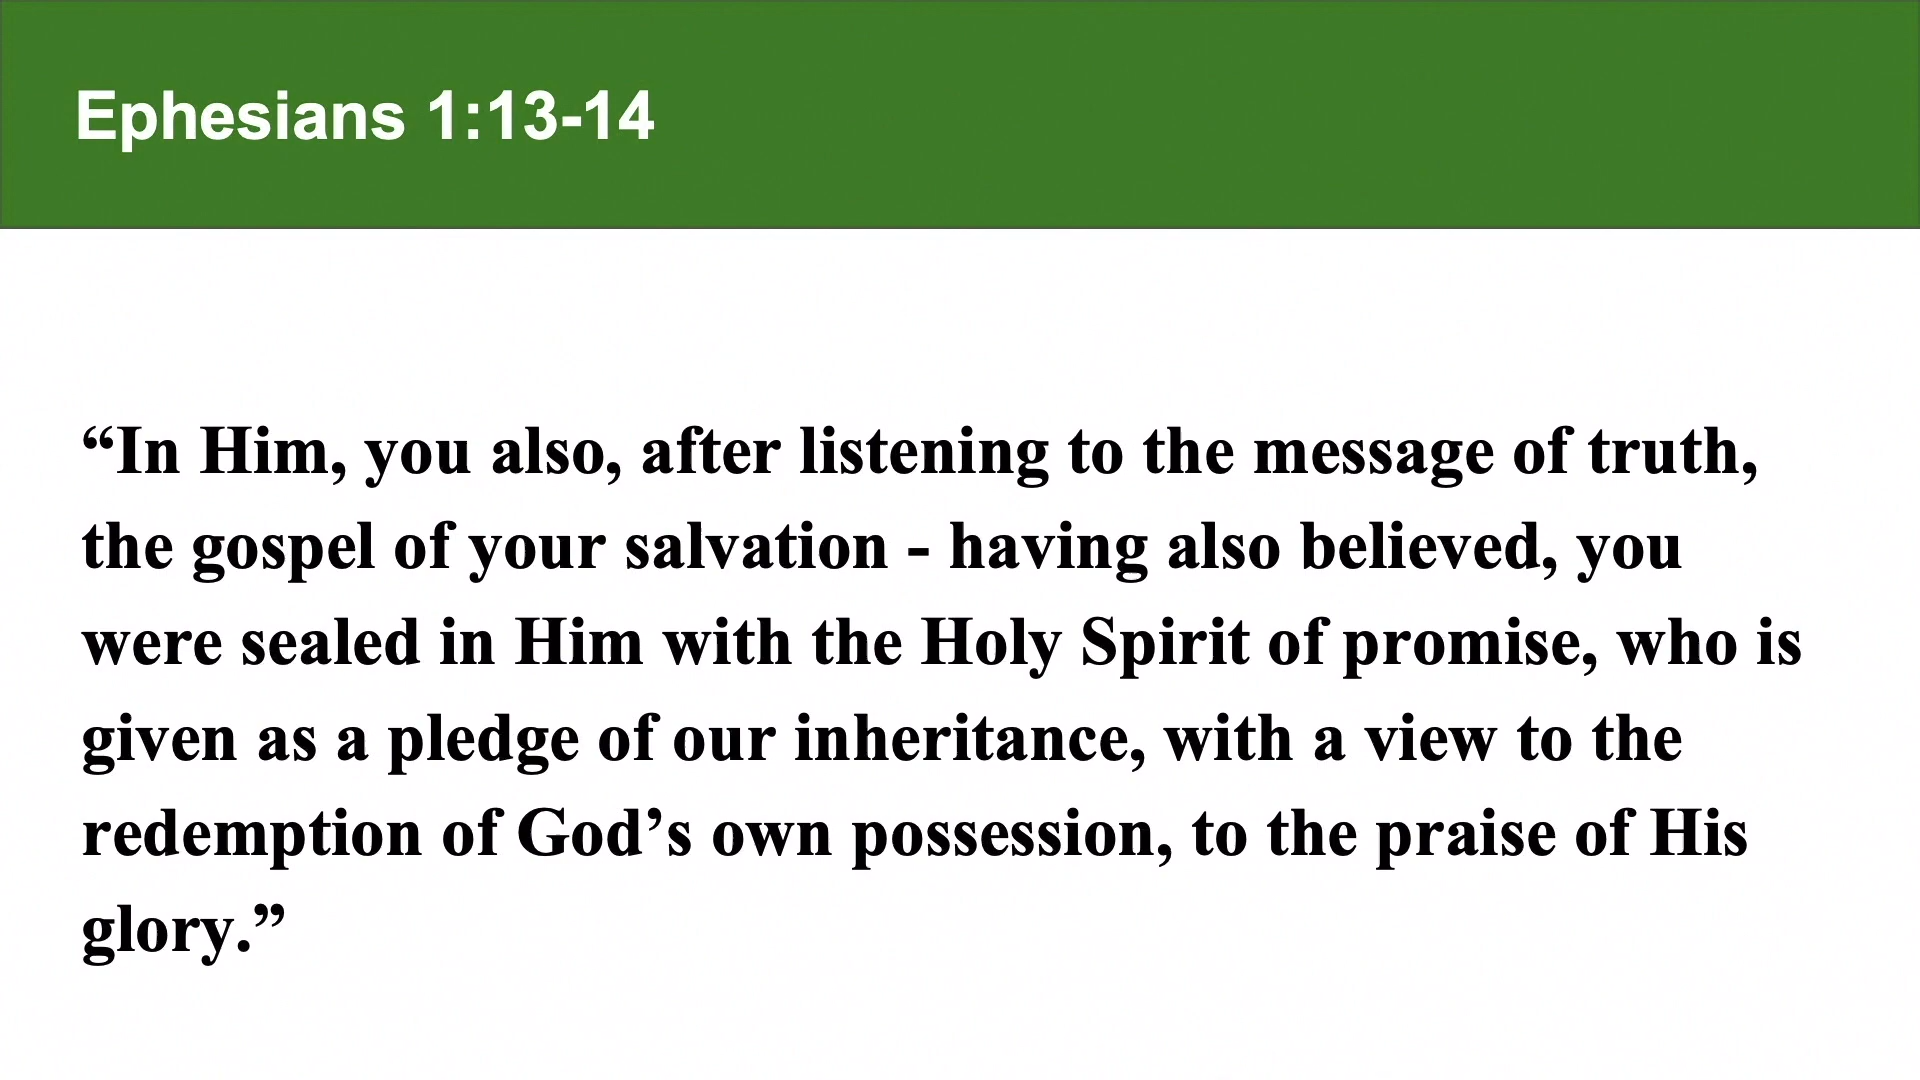 Ephesians 1:13-14
“In Him, you also, after listening to the message of truth,
the gospel of your salvation - having also believed, you
were sealed in Him with the Holy Spirit of promise, who is
given as a pledge of our inheritance, with a view to the
redemption of God’s own possession, to the praise of His
glory.”